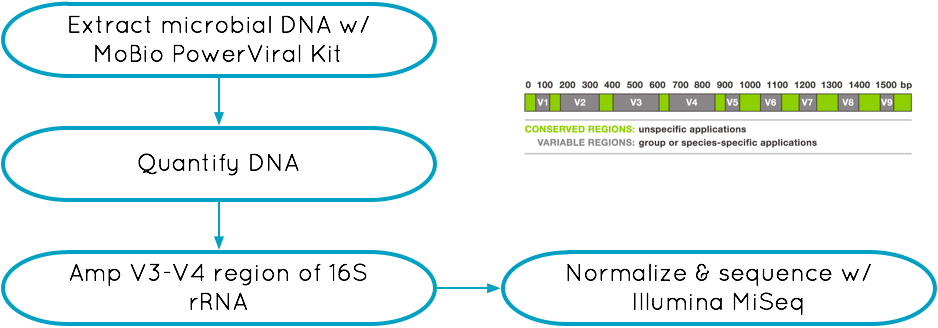 Extract microbial DNA w/
MoBio PowerViral Kit
Quantify DNA
Amp V3-V4 region of 16S
rRNA
Normalize & sequence w/
Illumina MiSeq
0 100 200 300 400 500 600 700 800 900 1000 1100 1200 1300 1400 1500 bp
V1 V2 V3 V4 V5 V6 V7 V8 V9
CONSERVED REGIONS: unspecific applications
VARIABLE REGIONS: group or species-specific applications